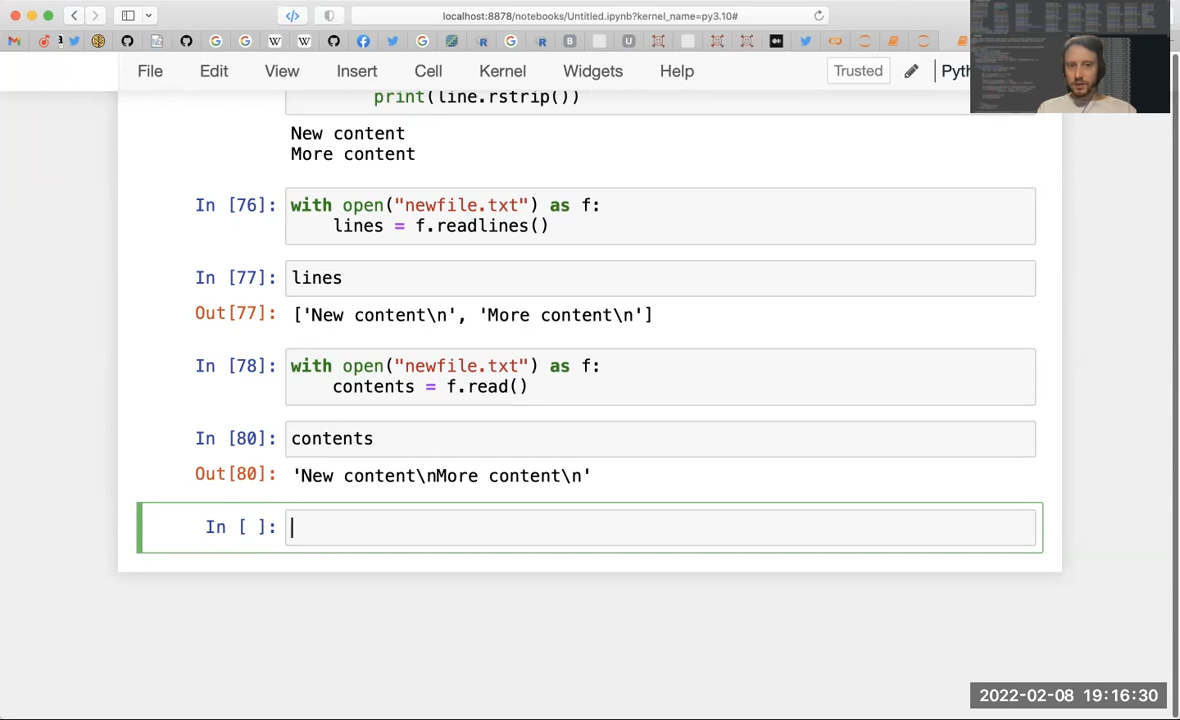 localhost:8878/notebooks/Untitled.ipynb?kernel_name=py3.10#
File Edit View Insert Cell Kernel Widgets Help Trusted Pyth
print(line.rstrip())
New content
More content
In [76]: with open("newfile.txt") as f:
lines = f.readlines()
In [77]: lines
Out[77]: ['New content\n', 'More content\n']
In [78]: with open("newfile.txt") as f:
contents = f.read()
In [80]: contents
Out[80]: 'New content\nMore content\n'
In [ ]:
2022-02-08 19:16:30